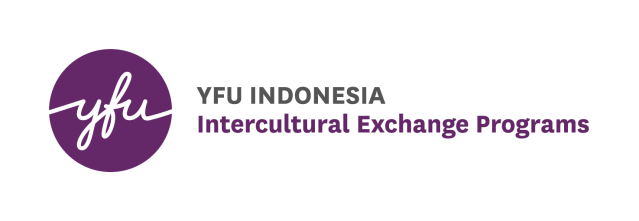 yfu
YFU INDONESIA
Intercultural Exchange Programs